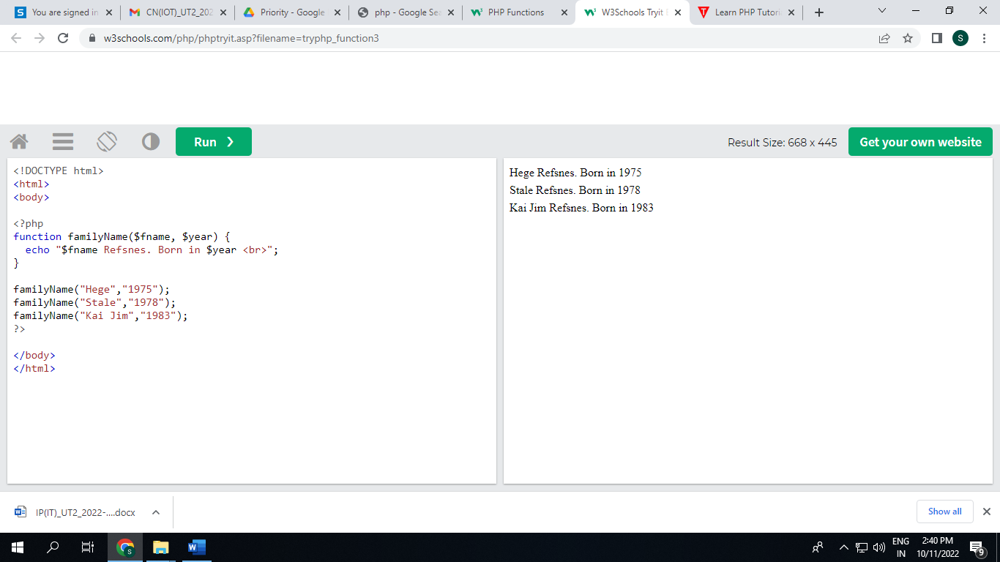 You are signed in
CN(IOT)_UT2_202
Priority - Google
php - Google Sea
PHP Functions
W3Schools Tryit E
Learn PHP Tutori
w3schools.com/php/phptryit.asp?filename=tryphp_function3
S
Run ❯
Result Size: 668 x 445
Get your own website
<!DOCTYPE html>
<html>
<body>
<?php
function familyName($fname, $year) {
  echo "$fname Refsnes. Born in $year <br>";
}
familyName("Hege","1975");
familyName("Stale","1978");
familyName("Kai Jim","1983");
?>
</body>
</html>
Hege Refsnes. Born in 1975
Stale Refsnes. Born in 1978
Kai Jim Refsnes. Born in 1983
IP(IT)_UT2_2022-....docx
Show all
ENG
IN
2:40 PM
10/11/2022
9